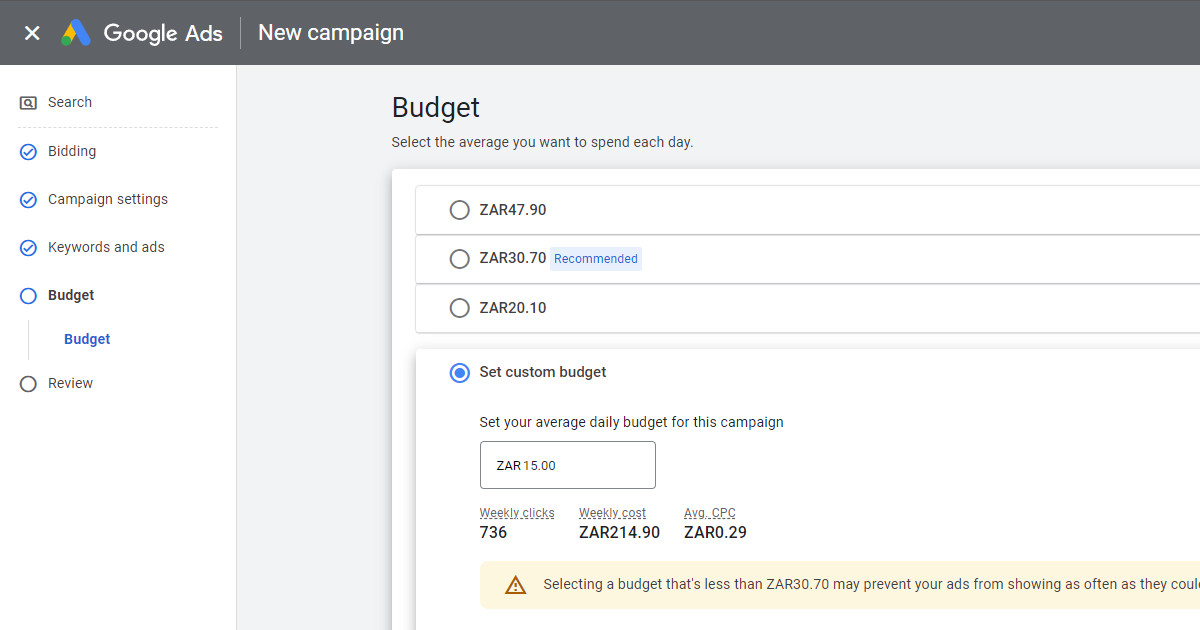 Google Ads New campaign
Search
Bidding
Campaign settings
Keywords and ads
Budget
Budget
Review
Budget
Select the average you want to spend each day.
ZAR47.90
ZAR30.70 Recommended
ZAR20.10
Set custom budget
Set your average daily budget for this campaign
ZAR 15.00
Weekly clicks Weekly cost Avg. CPC
736 ZAR214.90 ZAR0.29
Selecting a budget that's less than ZAR30.70 may prevent your ads from showing as often as they